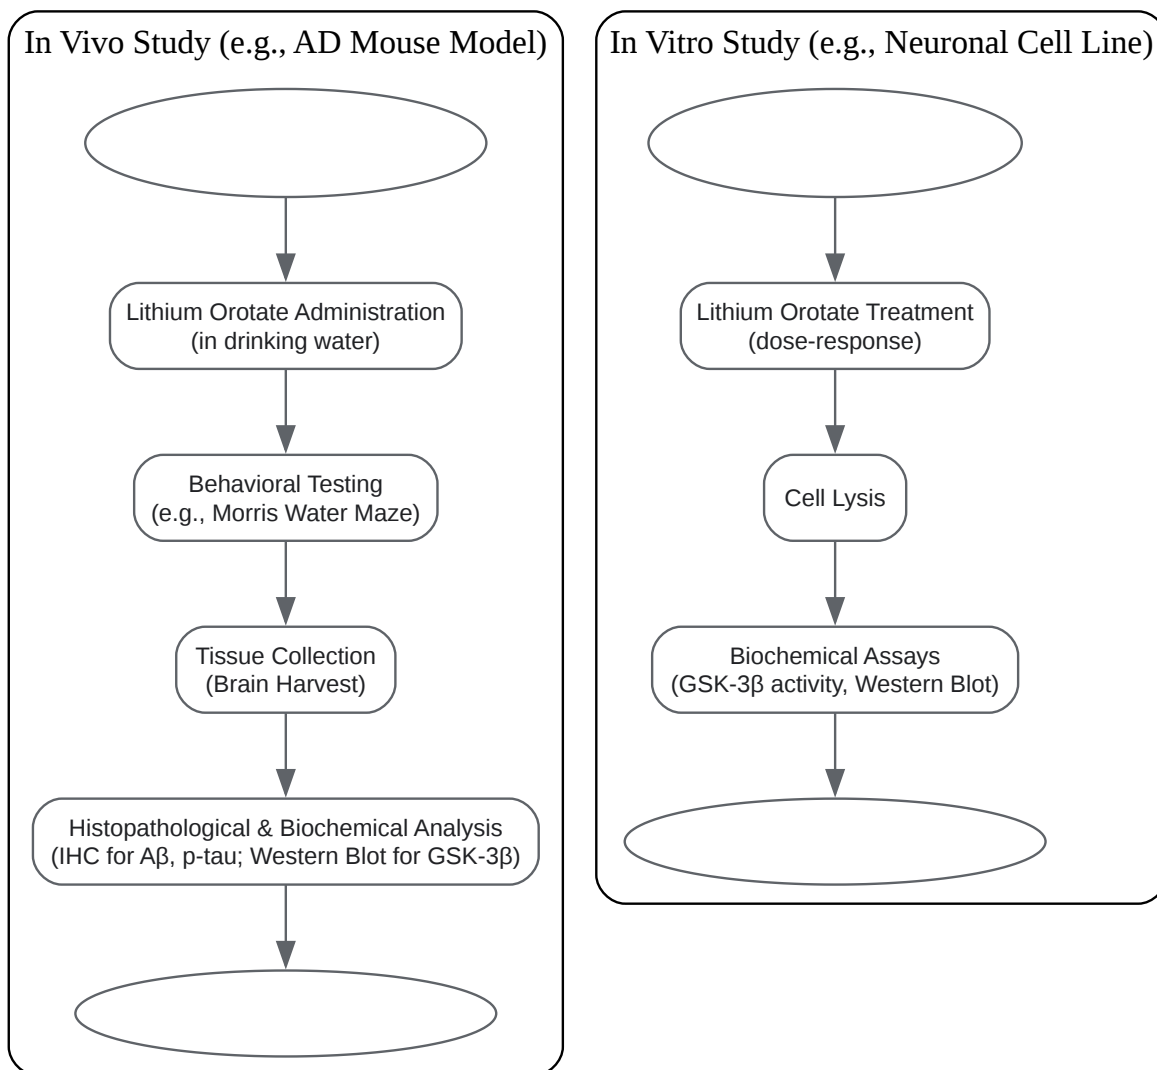 In Vivo Study (e.g., AD Mouse Model)
Lithium Orotate Administration
(in drinking water)
Behavioral Testing
(e.g., Morris Water Maze)
Tissue Collection
(Brain Harvest)
Histopathological & Biochemical Analysis
(IHC for Aβ, p-tau; Western Blot for GSK-3β)
In Vitro Study (e.g., Neuronal Cell Line)
Lithium Orotate Treatment
(dose-response)
Cell Lysis
Biochemical Assays
(GSK-3β activity, Western Blot)